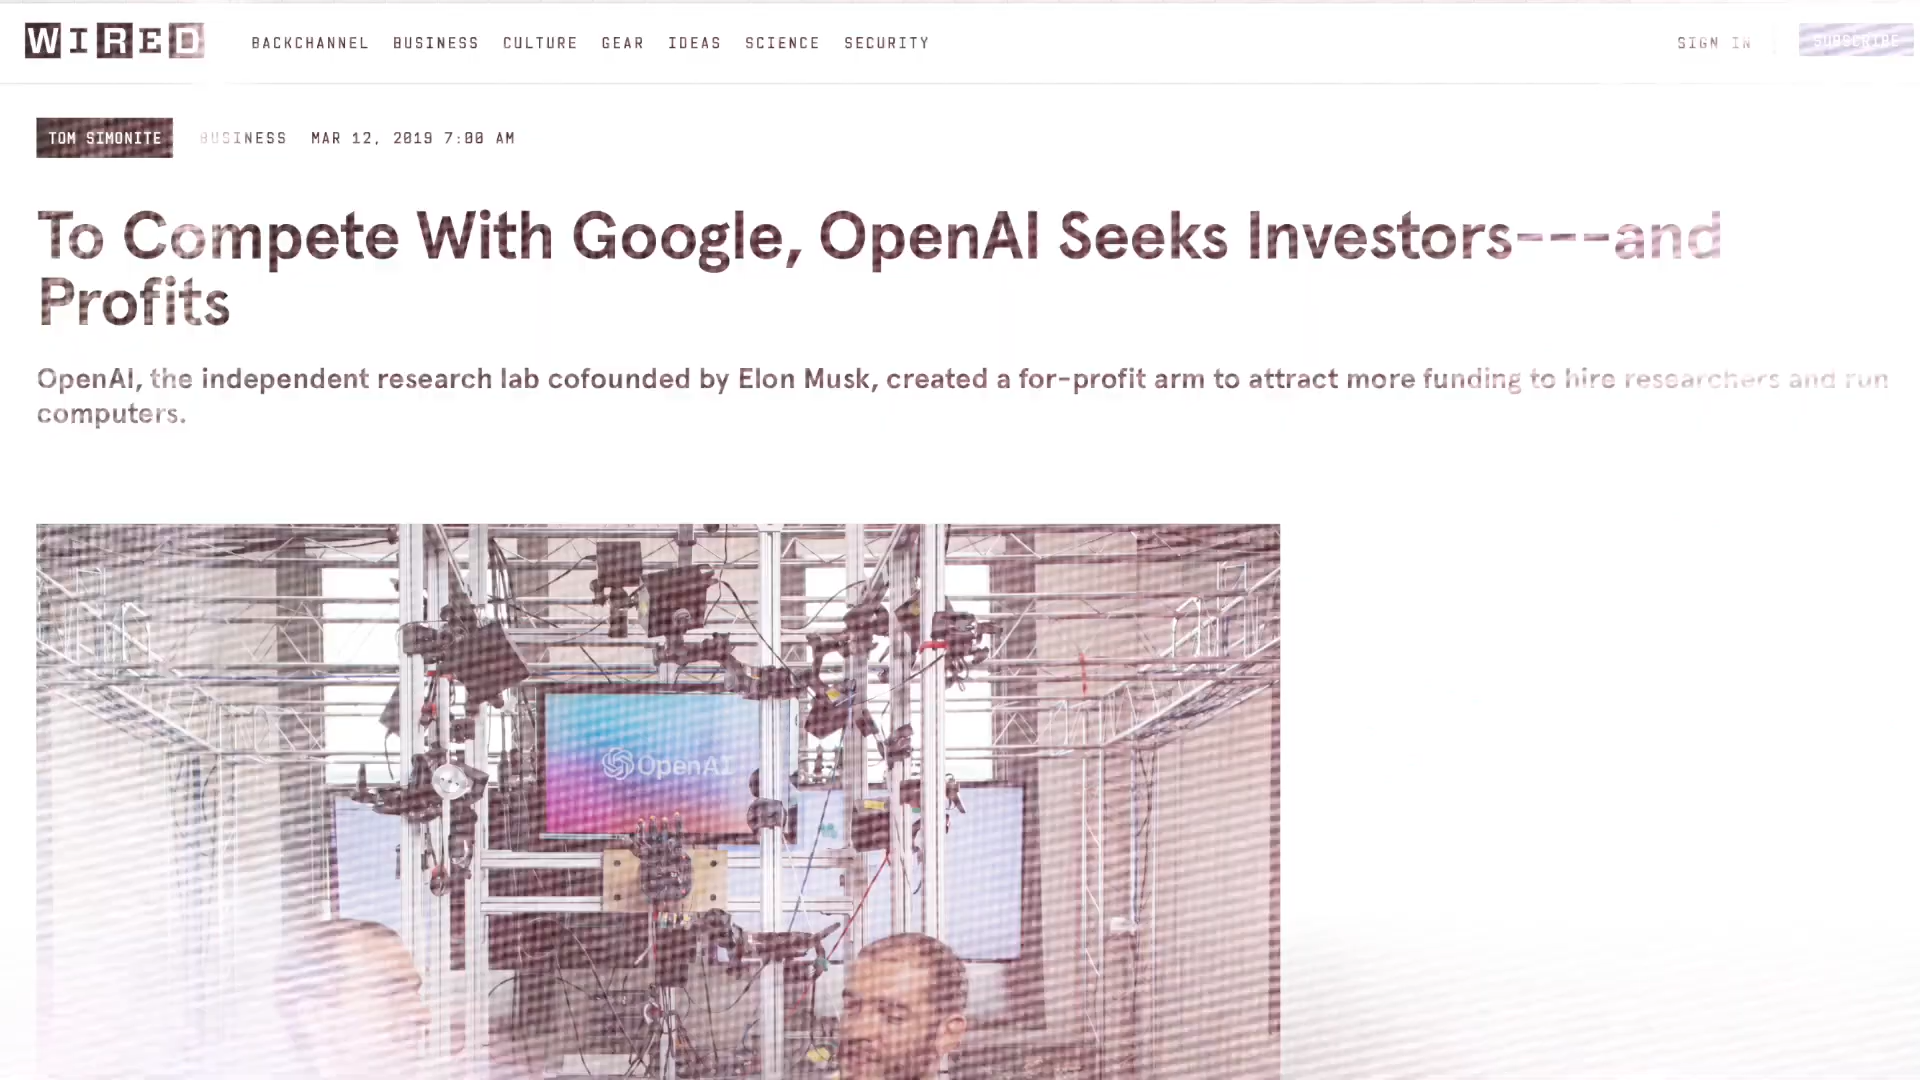 WIRED
BACKCHANNEL BUSINESS CULTURE GEAR IDEAS SCIENCE SECURITY
SIGN IN
SUBSCRIBE
TOM SIMONITE BUSINESS MAR 12, 2019 7:00 AM
To Compete With Google, OpenAI Seeks Investors---and
Profits
OpenAI, the independent research lab cofounded by Elon Musk, created a for-profit arm to attract more funding to hire researchers and run
computers.
OpenAI